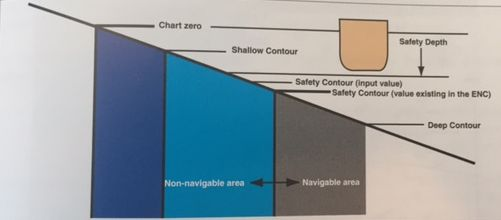 Chart zero
Safety Depth
Shallow Contour
Safety Contour (input value)
Safety Contour (value existing in the ENC)
Deep Contour
Non-navigable area
Navigable area